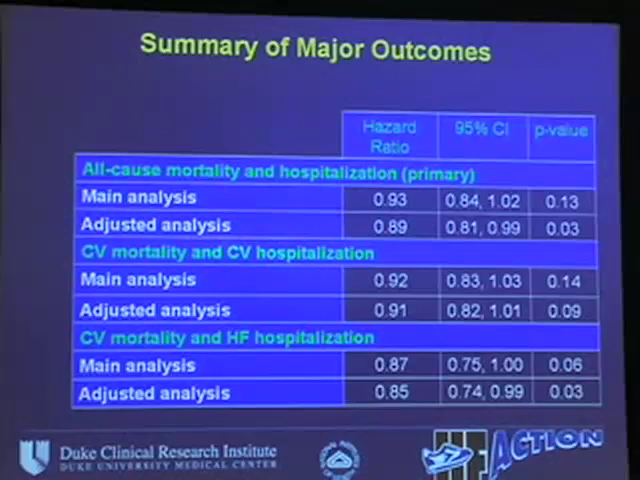 Summary of Major Outcomes
Hazard Ratio 95% CI p-value
All-cause mortality and hospitalization (primary)
Main analysis 0.93 0.84, 1.02 0.13
Adjusted analysis 0.89 0.81, 0.99 0.03
CV mortality and CV hospitalization
Main analysis 0.92 0.83, 1.03 0.14
Adjusted analysis 0.91 0.82, 1.01 0.09
CV mortality and HF hospitalization
Main analysis 0.87 0.75, 1.00 0.06
Adjusted analysis 0.85 0.74, 0.99 0.03
Duke Clinical Research Institute
DUKE UNIVERSITY MEDICAL CENTER
HF ACTION